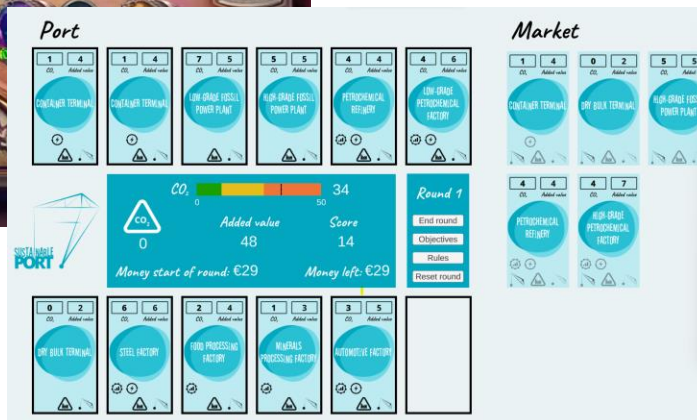 Port
Market
1 4
CO₂ Added value
CONTAINER TERMINAL
1 4
CO₂ Added value
CONTAINER TERMINAL
7 5
CO₂ Added value
LOW-GRADE FOSSIL
POWER PLANT
5 5
CO₂ Added value
HIGH-GRADE FOSSIL
POWER PLANT
4 4
CO₂ Added value
PETROCHEMICAL
REFINERY
4 6
CO₂ Added value
LOW-GRADE
PETROCHEMICAL
FACTORY
1 4
CO₂ Added value
CONTAINER TERMINAL
0 2
CO₂ Added value
DRY BULK TERMINAL
5 5
CO₂ Added value
HIGH-GRADE FOSSIL
POWER PLANT
4 4
CO₂ Added value
PETROCHEMICAL
REFINERY
4 7
CO₂ Added value
HIGH-GRADE
PETROCHEMICAL
FACTORY
SUSTAINABLE
PORT
CO₂ 34
0 50
CO₂
0
Added value
48
Score
14
Money start of round: €29
Money left: €29
Round 1
End round
Objectives
Rules
Reset round
0 2
CO₂ Added value
DRY BULK TERMINAL
6 6
CO₂ Added value
STEEL FACTORY
2 4
CO₂ Added value
FOOD PROCESSING
FACTORY
1 3
CO₂ Added value
MINERALS
PROCESSING FACTORY
3 5
CO₂ Added value
AUTOMOTIVE FACTORY